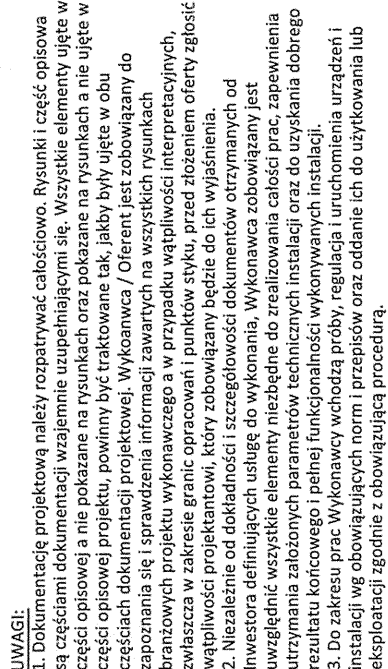 UWAGI:
1. Dokumentację projektową należy rozpatrywać całościowo. Rysunki i część opisowa
są częściami dokumentacji wzajemnie uzupełniającymi się. Wszystkie elementy ujęte w
części opisowej a nie pokazane na rysunkach oraz pokazane na rysunkach a nie ujęte w
części opisowej projektu, powinny być traktowane tak, jakby były ujęte w obu
częściach dokumentacji projektowej. Wykoanwca / Oferent jest zobowiązany do
zapoznania się i sprawdzenia informacji zawartych na wszystkich rysunkach
branżowych projektu wykonawczego a w przypadku wątpliwości interpretacyjnych,
zwłaszcza w zakresie granic opracowań i punktów styku, przed złożeniem oferty zgłosić
wątpliwości projektantowi, który zobowiązany będzie do ich wyjaśnienia.
2. Niezależnie od dokładności i szczegółowości dokumentów otrzymanych od
Inwestora definiujących usługę do wykonania, Wykonawca zobowiązany jest
uwzględnić wszystkie elementy niezbędne do zrealizowania całości prac, zapewnienia
utrzymania założonych parametrów technicznych instalacji oraz do uzyskania dobrego
rezultatu końcowego i pełnej funkcjonalności wykonywanych instalacji.
3. Do zakresu prac Wykonawcy wchodzą próby, regulacja i uruchomienia urządzeń i
instalacji wg obowiązujących norm i przepisów oraz oddanie ich do użytkowania lub
eksploatacji zgodnie z obowiązującą procedurą.